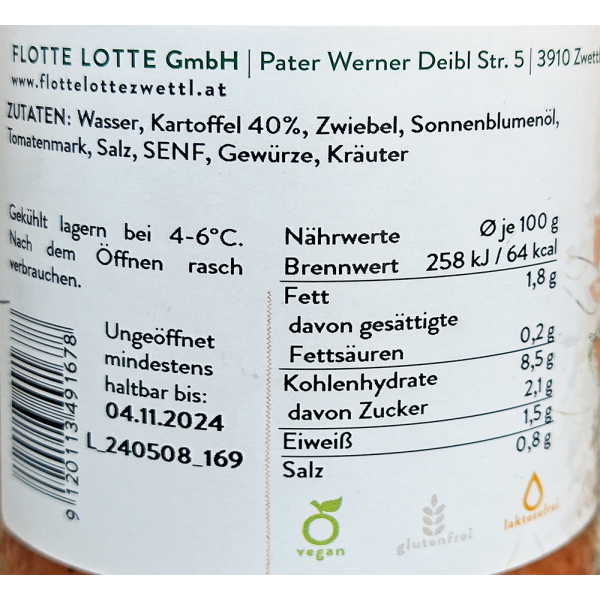 FLOTTE LOTTE GmbH | Pater Werner Deibl Str. 5 | 3910 Zwettl
www.flottelottezwettl.at
ZUTATEN: Wasser, Kartoffel 40%, Zwiebel, Sonnenblumenöl,
Tomatenmark, Salz, SENF, Gewürze, Kräuter
Gekühlt lagern bei 4-6°C.
Nach dem Öffnen rasch
verbrauchen.
Ungeöffnet
mindestens
haltbar bis:
04.11.2024
L_240508_169
9 120113 491678
Nährwerte Ø je 100 g
Brennwert 258 kJ / 64 kcal
Fett 1,8 g
davon gesättigte
Fettsäuren 0,2 g
Kohlenhydrate 8,5 g
davon Zucker 2,1 g
Eiweiß 1,5 g
Salz 0,8 g
vegan
glutenfrei
laktosefrei